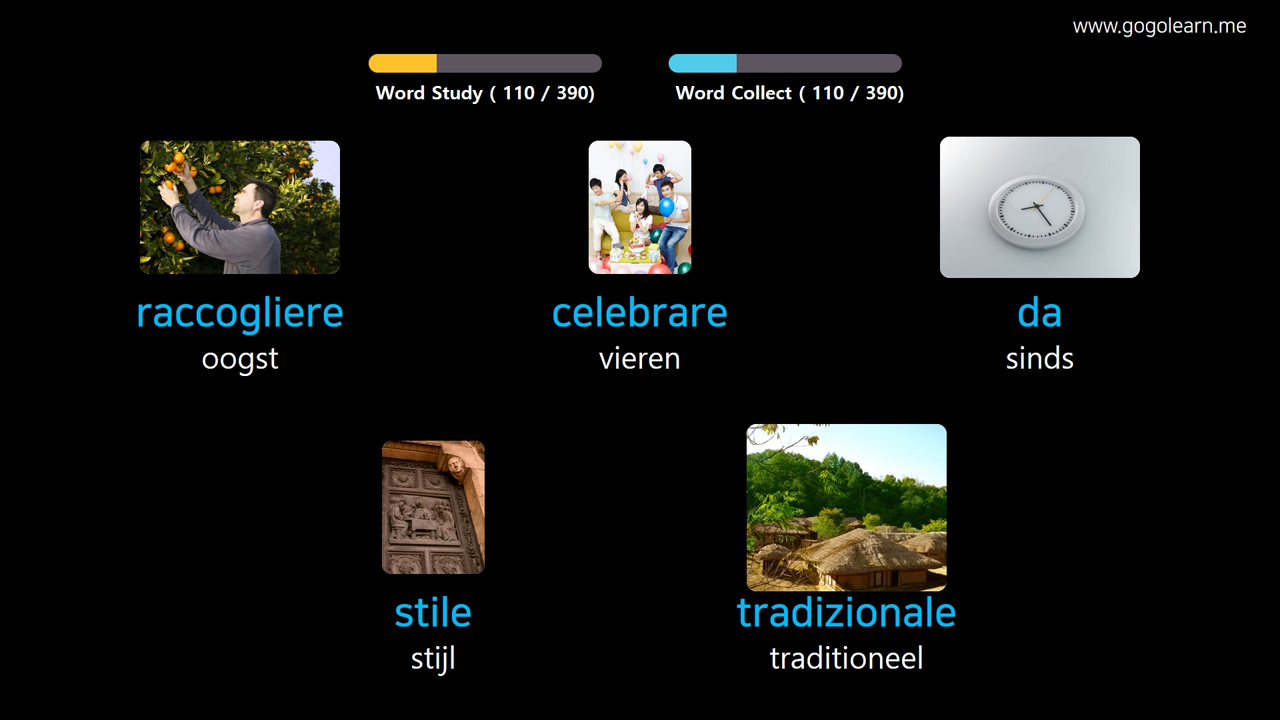 www.gogolearn.me
Word Study ( 110 / 390)
Word Collect ( 110 / 390)
raccogliere
oogst
celebrare
vieren
da
sinds
stile
stijl
tradizionale
traditioneel